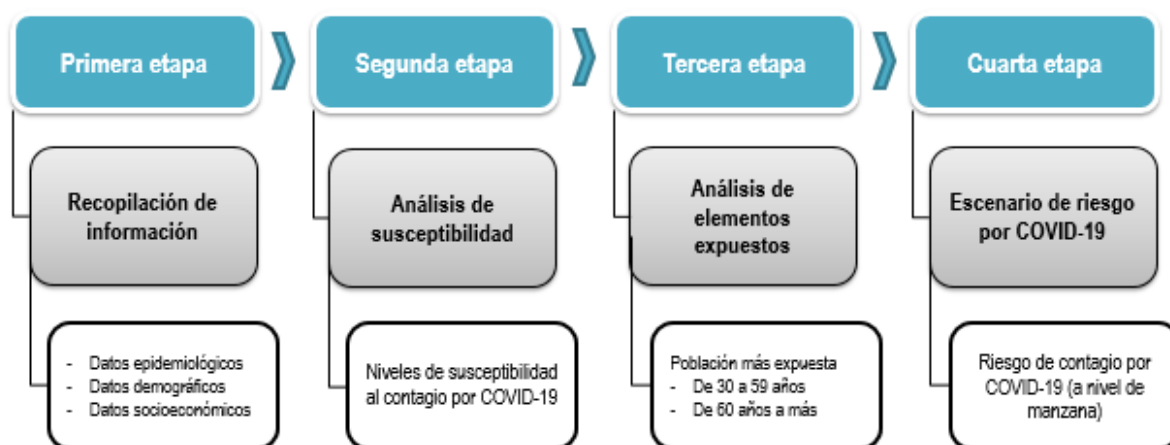 Primera etapa
Segunda etapa
Tercera etapa
Cuarta etapa
Recopilación de
información
Análisis de
susceptibilidad
Análisis de
elementos
expuestos
Escenario de riesgo
por COVID-19
- Datos epidemiológicos
- Datos demográficos
- Datos socioeconómicos
Niveles de susceptibilidad
al contagio por COVID-19
Población más expuesta
- De 30 a 59 años
- De 60 años a más
Riesgo de contagio por
COVID-19 (a nivel de
manzana)